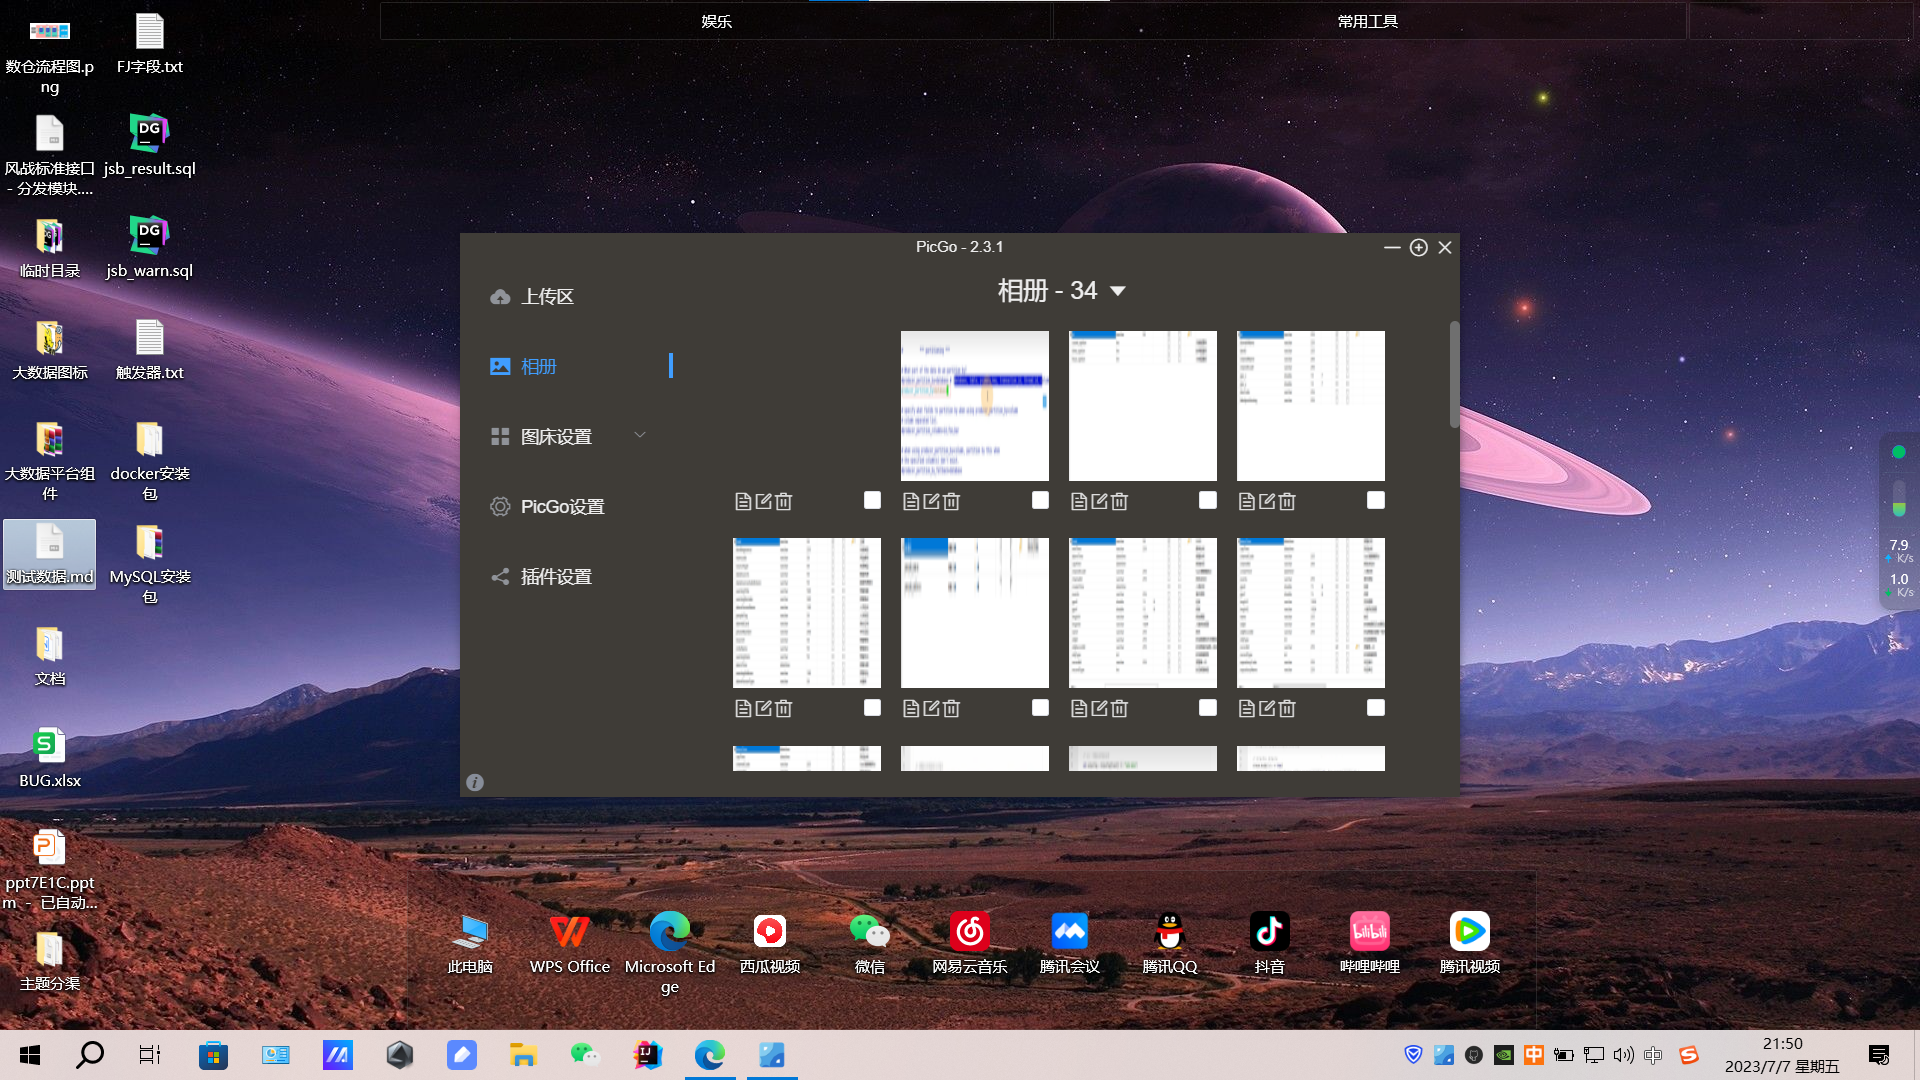 娱乐
常用工具
数仓流程图.p
ng
FJ字段.txt
风战标准接口
- 分发模块....
jsb_result.sql
临时目录
jsb_warn.sql
大数据图标
触发器.txt
大数据平台组
件
docker安装
包
测试数据.md
MySQL安装
包
文档
BUG.xlsx
ppt7E1C.ppt
m - 已自动...
主题分渠
PicGo - 2.3.1
相册 - 34
上传区
相册
图床设置
PicGo设置
插件设置
7.9
K/s
1.0
K/s
此电脑
WPS Office
Microsoft Ed
ge
西瓜视频
微信
网易云音乐
腾讯会议
腾讯QQ
抖音
哔哩哔哩
腾讯视频
21:50
2023/7/7 星期五